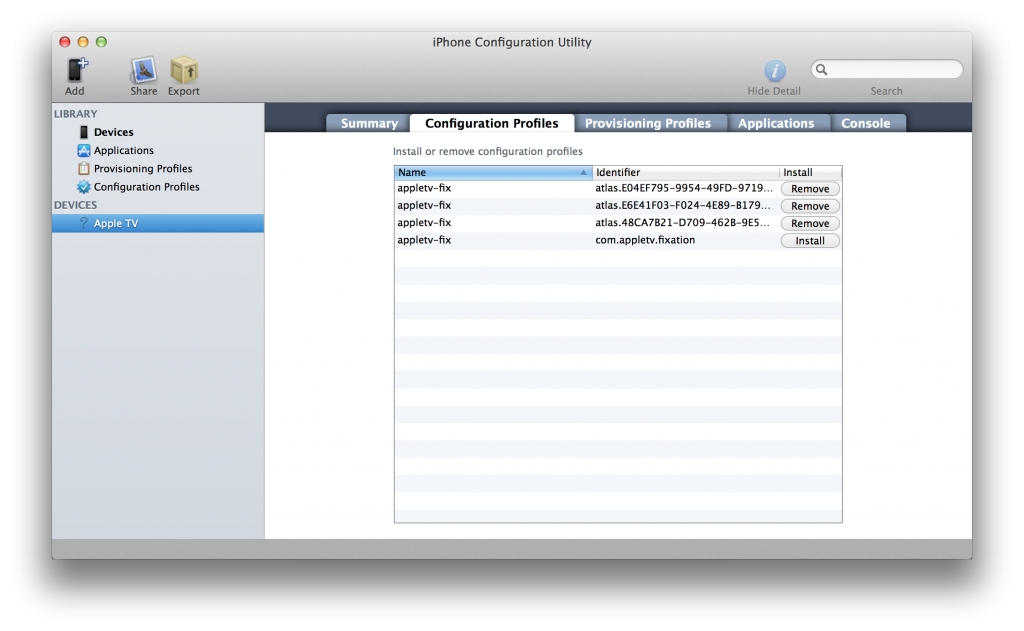 iPhone Configuration Utility
Add Share Export Hide Detail Search
LIBRARY
Devices
Applications
Provisioning Profiles
Configuration Profiles
DEVICES
? Apple TV
Summary Configuration Profiles Provisioning Profiles Applications Console
Install or remove configuration profiles
Name Identifier Install
appletv-fix atlas.E04EF795-9954-49FD-9719... Remove
appletv-fix atlas.E6E41F03-F024-4E89-B179... Remove
appletv-fix atlas.48CA7B21-D709-462B-9E5... Remove
appletv-fix com.appletv.fixation Install